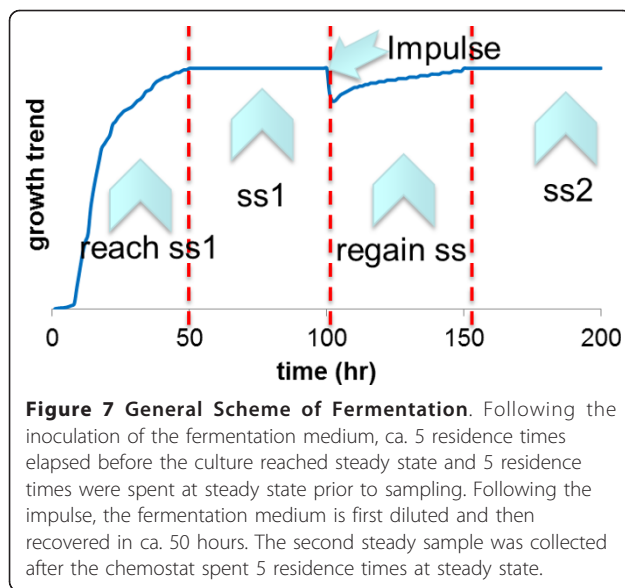 Impulse
ss1
ss2
reach ss1
regain ss
growth trend
0 50 100 150 200
time (hr)
Figure 7 General Scheme of Fermentation. Following the
inoculation of the fermentation medium, ca. 5 residence times
elapsed before the culture reached steady state and 5 residence
times were spent at steady state prior to sampling. Following the
impulse, the fermentation medium is first diluted and then
recovered in ca. 50 hours. The second steady sample was collected
after the chemostat spent 5 residence times at steady state.